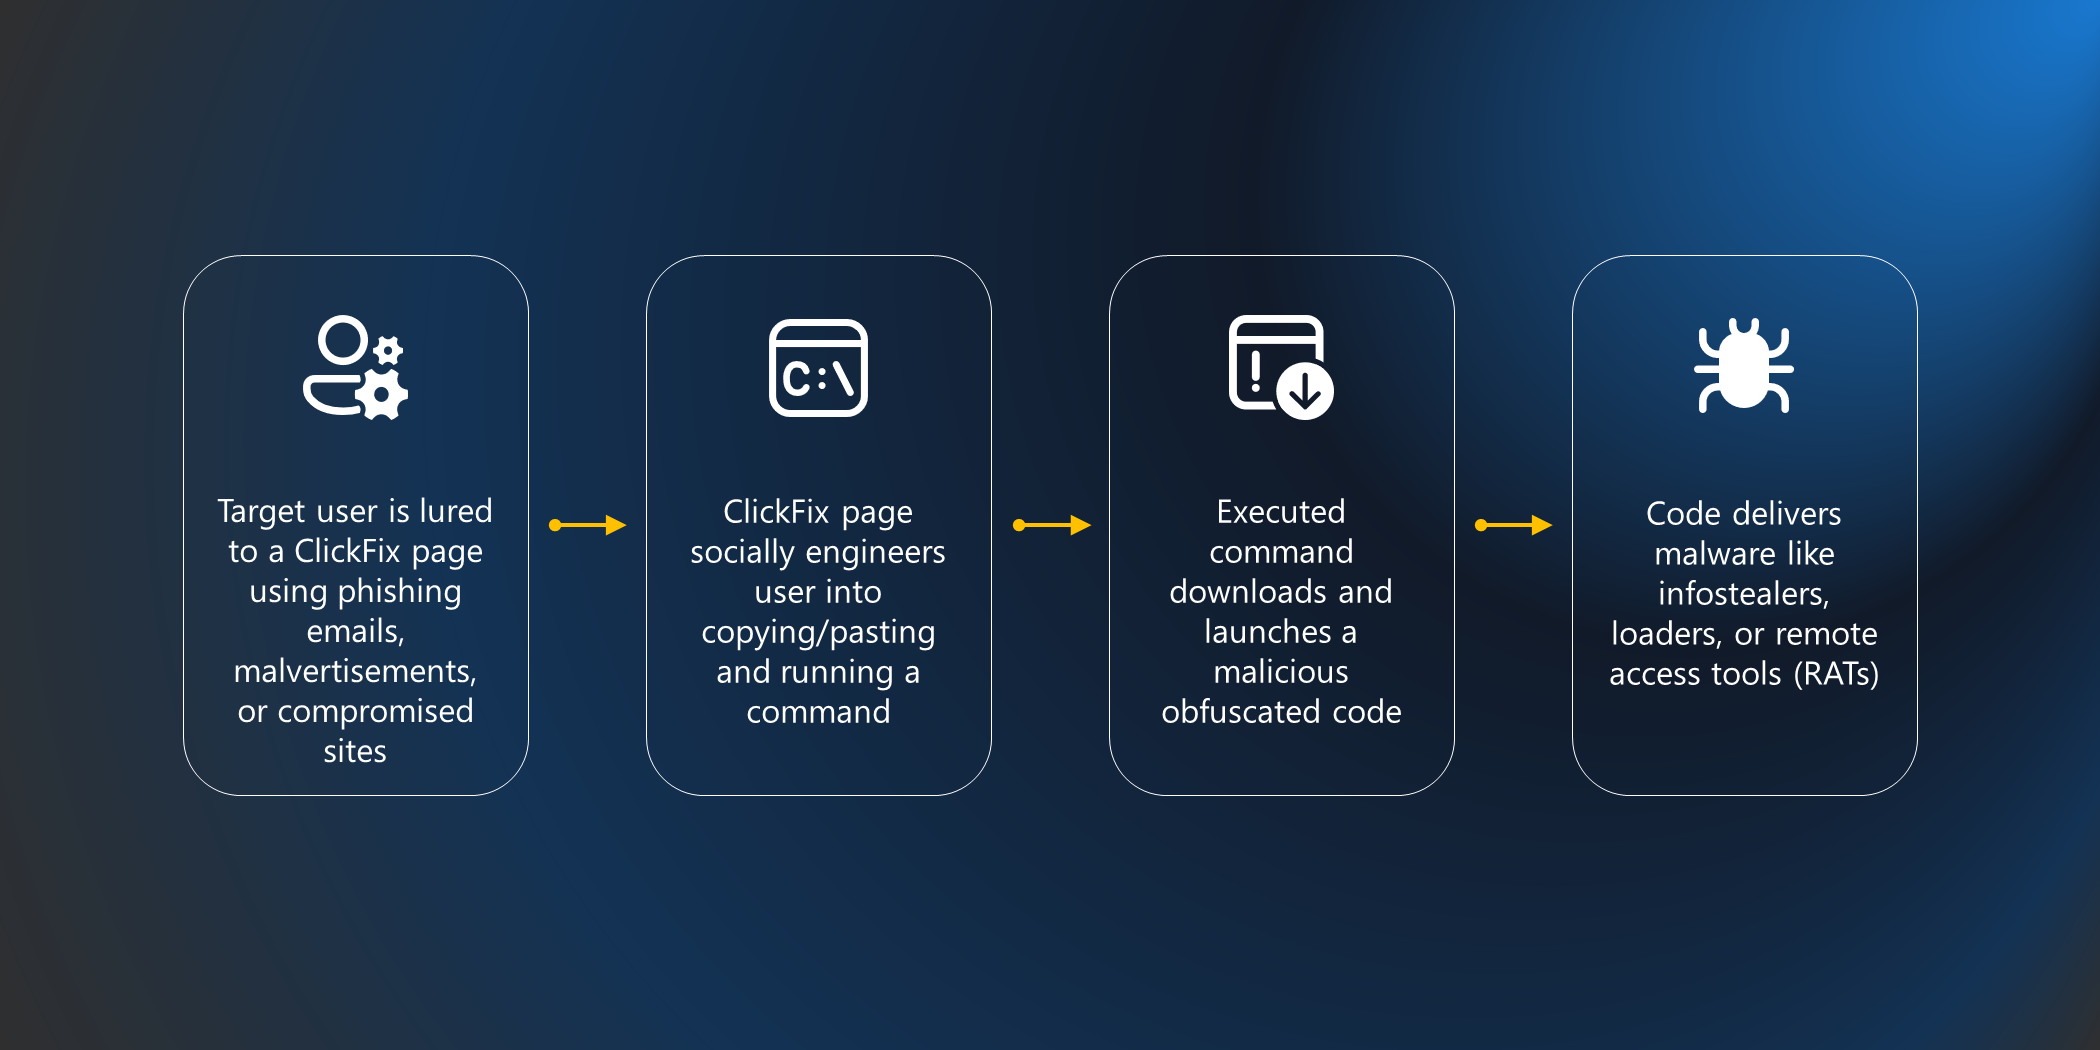 C:\
Target user is lured
to a ClickFix page
using phishing
emails,
malvertisements,
or compromised
sites
ClickFix page
socially engineers
user into
copying/pasting
and running a
command
!
Executed
command
downloads and
launches a
malicious
obfuscated code
Code delivers
malware like
infostealers,
loaders, or remote
access tools (RATs)